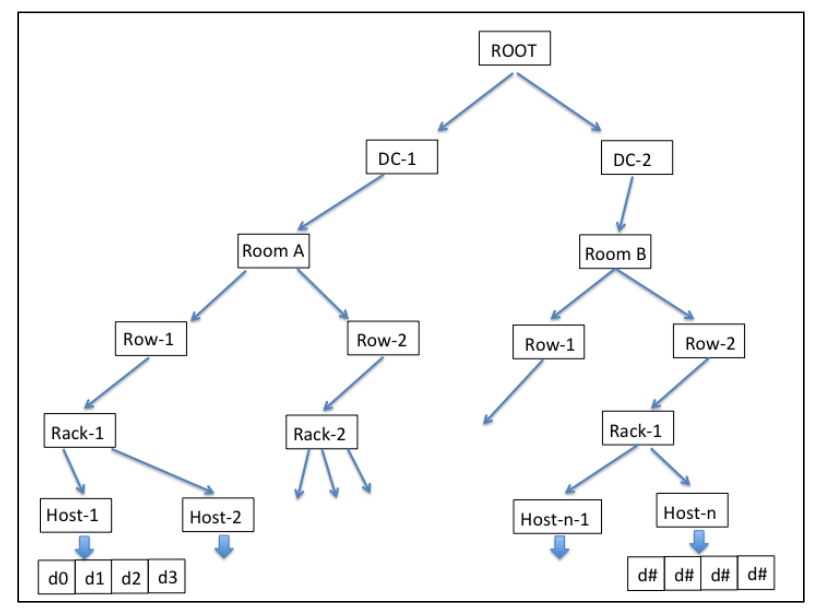 ROOT
DC-1
DC-2
Room A
Room B
Row-1
Row-2
Row-1
Row-2
Rack-1
Rack-2
Rack-1
Host-1
Host-2
Host-n-1
Host-n
d0 d1 d2 d3
d# d# d# d#